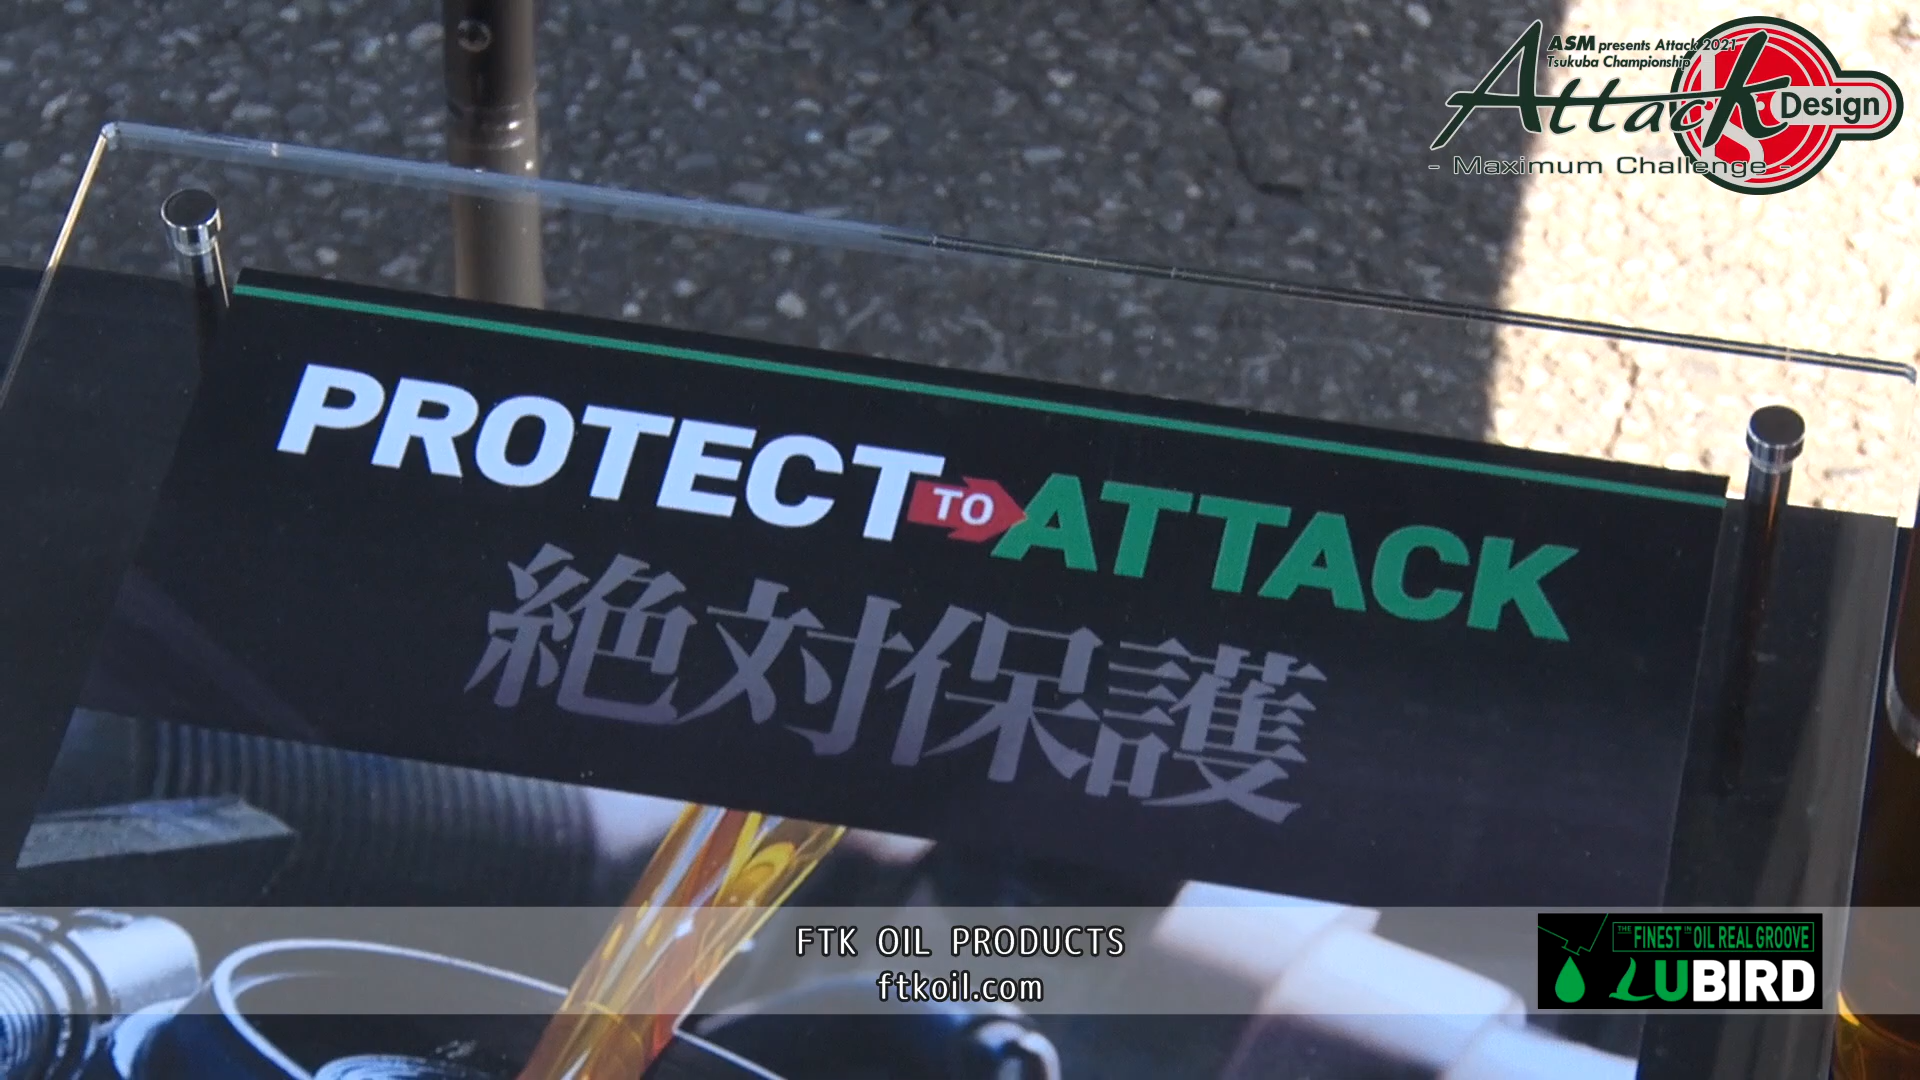 ASM presents Attack 2021
Tsukuba Championship
Attack
Design
- Maximum Challenge -
PROTECT TO ATTACK
絶対保護
FTK OIL PRODUCTS
ftkoil.com
THE FINEST IN OIL REAL GROOVE
LUBIRD